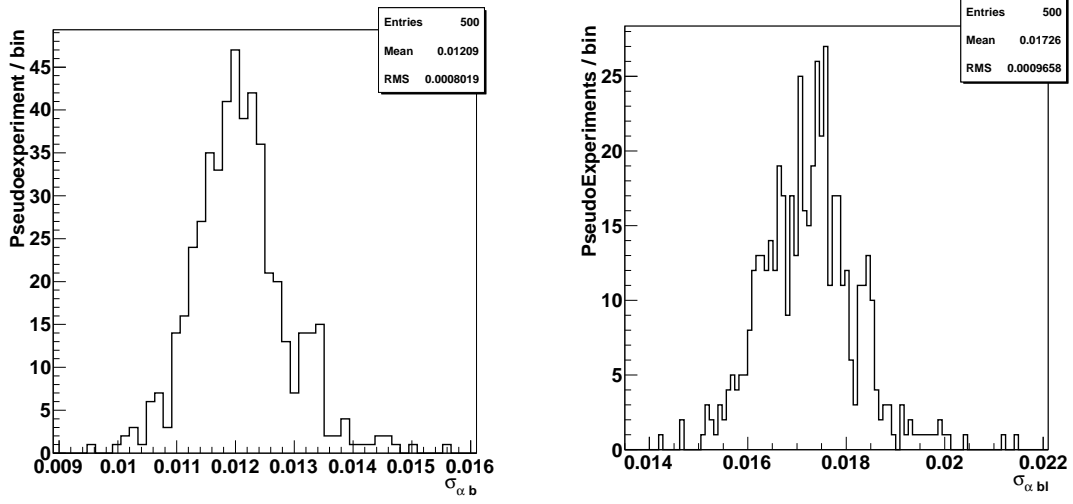 Entries 500
Mean 0.01209
RMS 0.0008019
Pseudoexperiment / bin
45
40
35
30
25
20
15
10
5
0
0.009 0.01 0.011 0.012 0.013 0.014 0.015 0.016
σα b
Entries 500
Mean 0.01726
RMS 0.0009658
PseudoExperiments / bin
25
20
15
10
5
0
0.014 0.016 0.018 0.02 0.022
σα bl